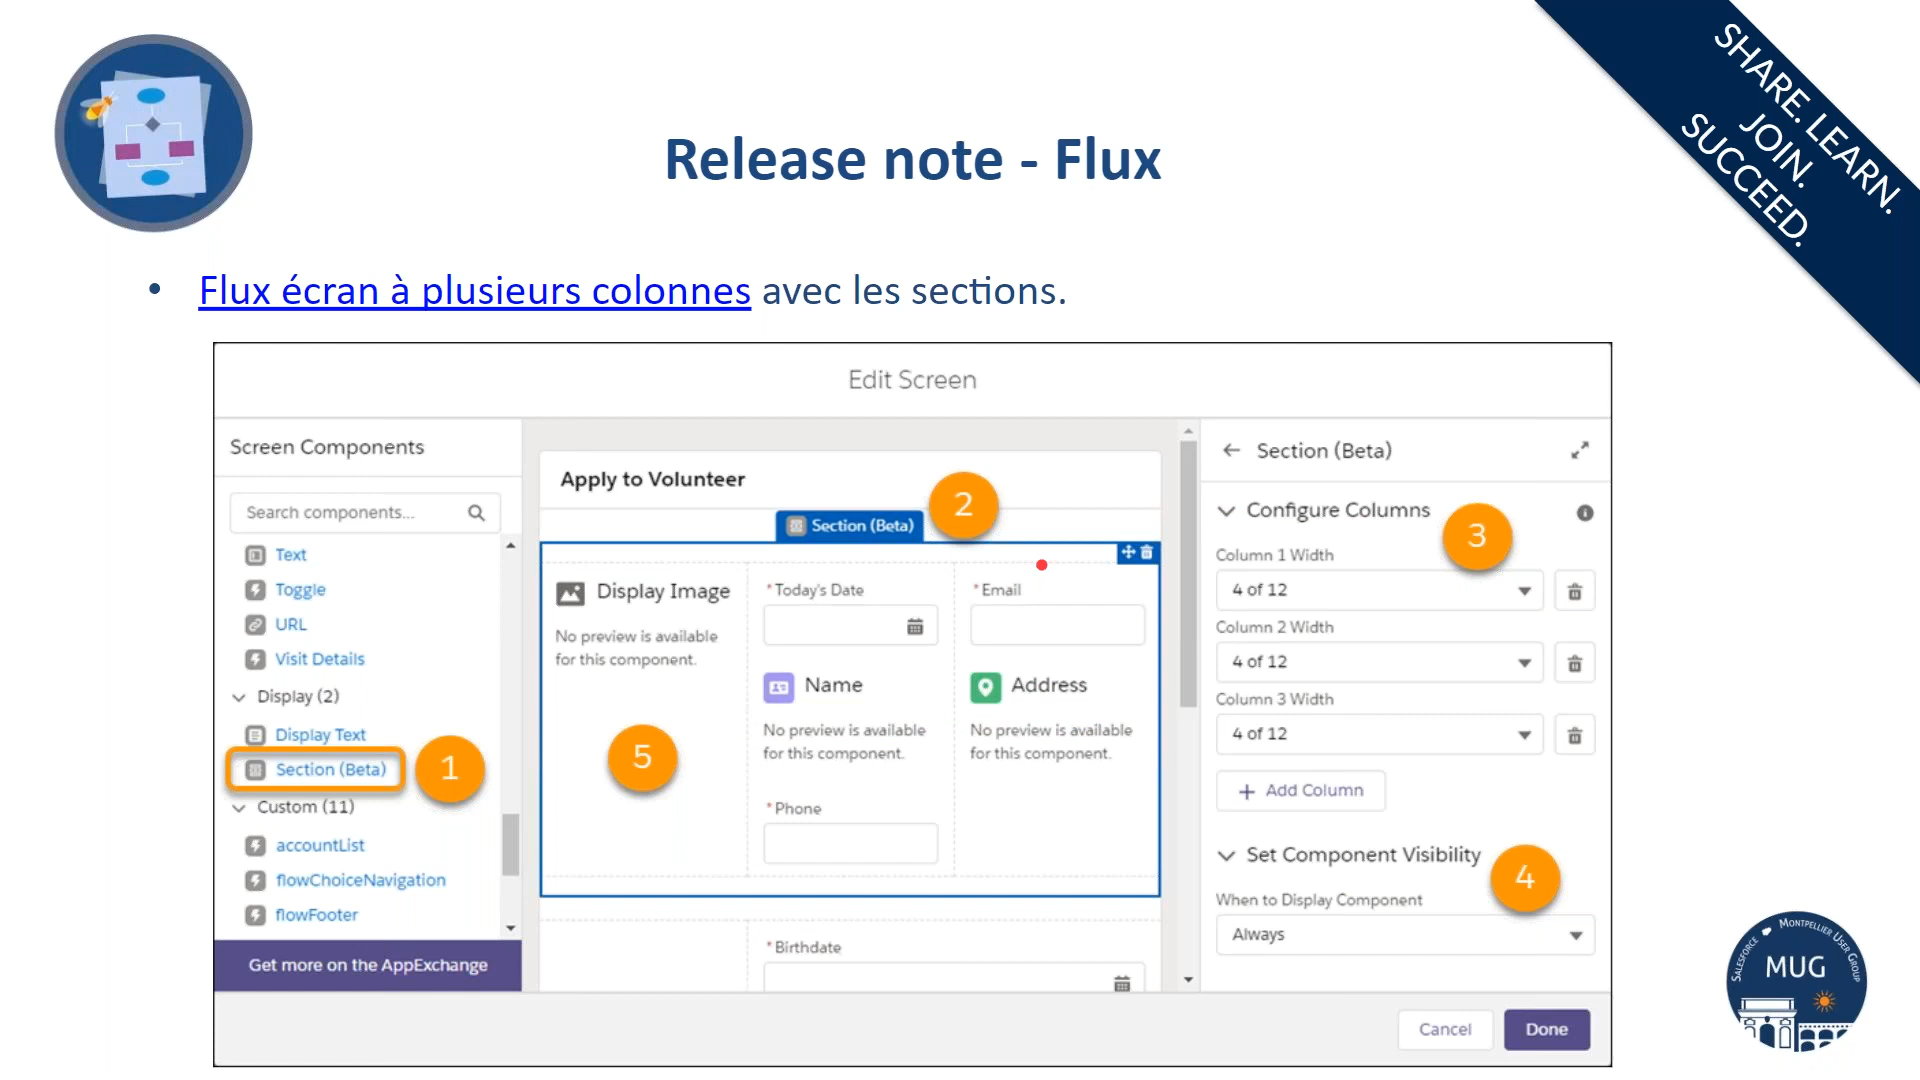 SHARE. LEARN.
JOIN.
SUCCEED.
Release note - Flux
• Flux écran à plusieurs colonnes avec les sections.
Edit Screen
Screen Components
Search components...
Text
Toggle
URL
Visit Details
Display (2)
Display Text
Section (Beta)
1
Custom (11)
accountList
flowChoiceNavigation
flowFooter
Get more on the AppExchange
Apply to Volunteer
2
Section (Beta)
Display Image
No preview is available
for this component.
5
*Today's Date
Name
No preview is available
for this component.
*Phone
*Email
Address
No preview is available
for this component.
*Birthdate
Section (Beta)
Configure Columns
3
Column 1 Width
4 of 12
Column 2 Width
4 of 12
Column 3 Width
4 of 12
+ Add Column
Set Component Visibility
4
When to Display Component
Always
Cancel
Done
SALESFORCE MONTPELLIER USER GROUP
MUG